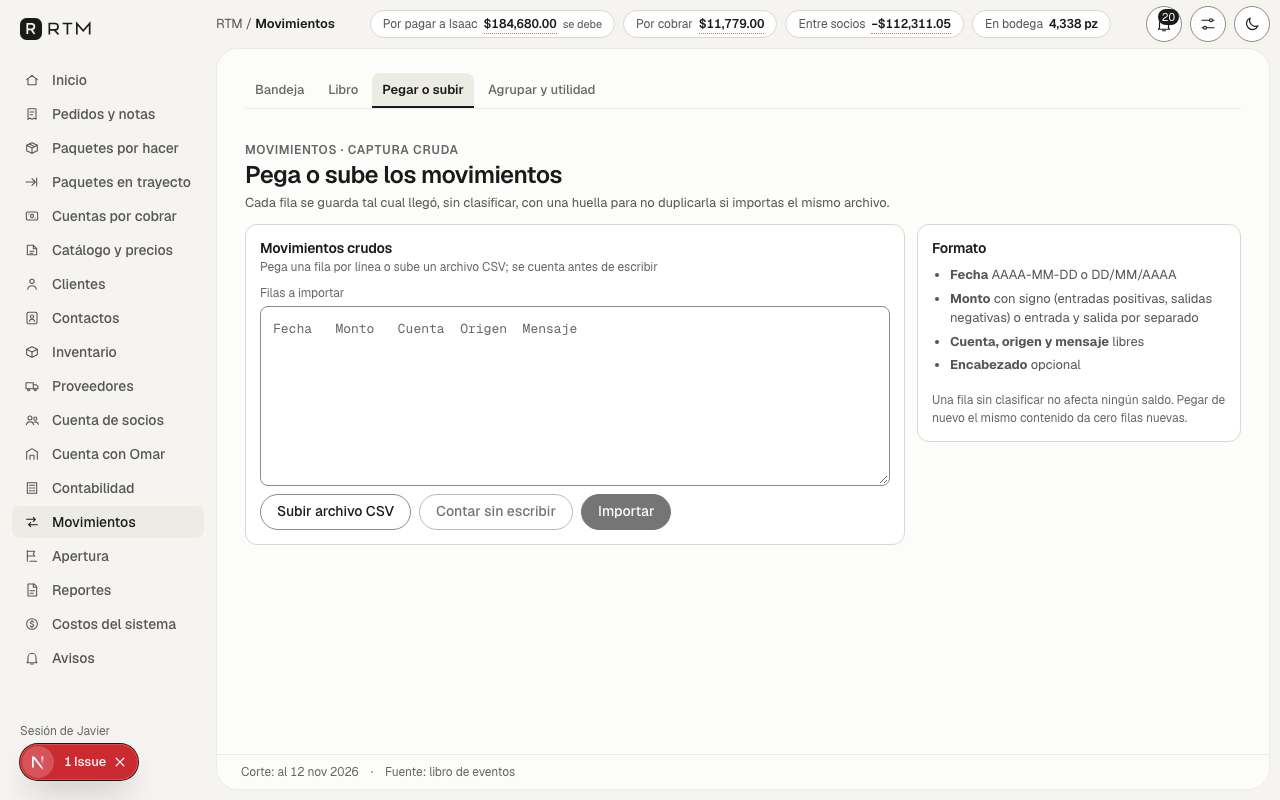 R RTM
RTM / Movimientos
Por pagar a Isaac $184,680.00 se debe
Por cobrar $11,779.00
Entre socios −$112,311.05
En bodega 4,338 pz
20
Inicio
Pedidos y notas
Paquetes por hacer
Paquetes en trayecto
Cuentas por cobrar
Catálogo y precios
Clientes
Contactos
Inventario
Proveedores
Cuenta de socios
Cuenta con Omar
Contabilidad
Movimientos
Apertura
Reportes
Costos del sistema
Avisos
Sesión de Javier
N 1 Issue
Bandeja Libro Pegar o subir Agrupar y utilidad
MOVIMIENTOS · CAPTURA CRUDA
Pega o sube los movimientos
Cada fila se guarda tal cual llegó, sin clasificar, con una huella para no duplicarla si importas el mismo archivo.
Movimientos crudos
Pega una fila por línea o sube un archivo CSV; se cuenta antes de escribir
Filas a importar
Fecha Monto Cuenta Origen Mensaje
Subir archivo CSV Contar sin escribir Importar
Formato
• Fecha AAAA-MM-DD o DD/MM/AAAA
• Monto con signo (entradas positivas, salidas
negativas) o entrada y salida por separado
• Cuenta, origen y mensaje libres
• Encabezado opcional
Una fila sin clasificar no afecta ningún saldo. Pegar de
nuevo el mismo contenido da cero filas nuevas.
Corte: al 12 nov 2026 · Fuente: libro de eventos